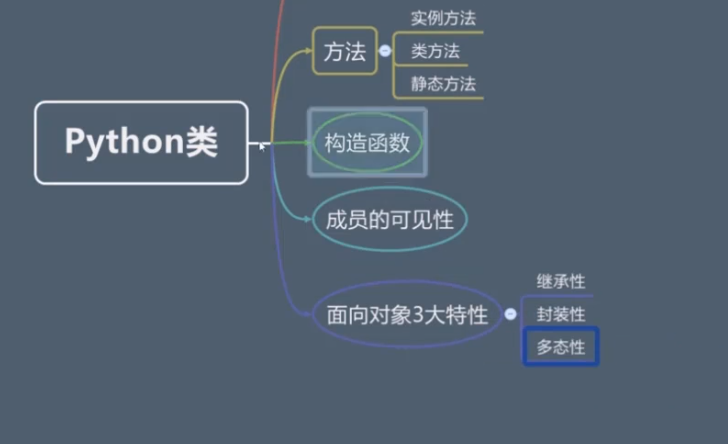 实例方法
方法
类方法
静态方法
Python类
构造函数
成员的可见性
继承性
面向对象3大特性
封装性
多态性